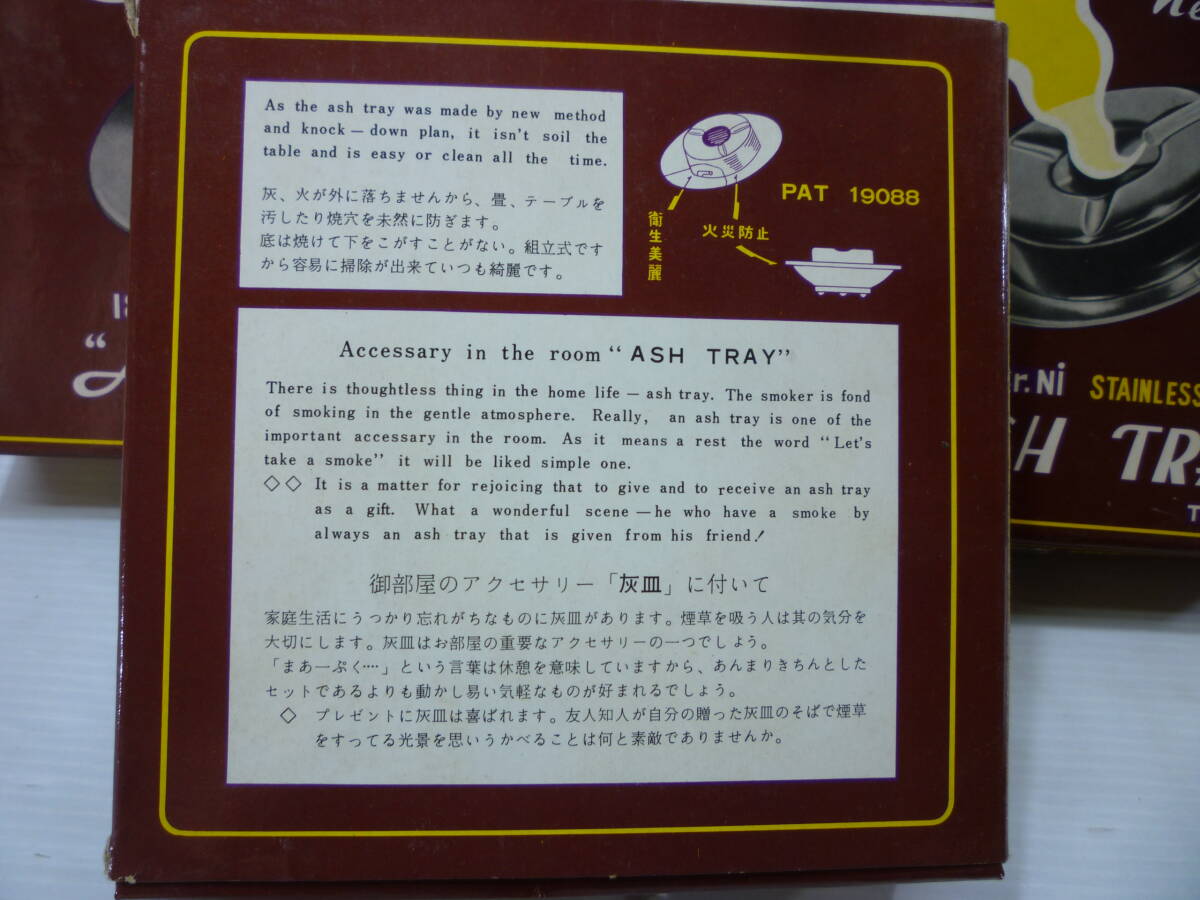 As the ash tray was made by new method
and knock — down plan, it isn't soil the
table and is easy or clean all the time.
灰、火が外に落ちませんから、畳、テーブルを
汚したり焼穴を未然に防ぎます。
底は焼けて下をこがすことがない。組立式です
から容易に掃除が出来ていつも綺麗です。
PAT 19088
衛生美麗
火災防止
Accessary in the room “ASH TRAY”
There is thoughtless thing in the home life — ash tray. The smoker is fond
of smoking in the gentle atmosphere. Really, an ash tray is one of the
important accessary in the room. As it means a rest the word “Let's
take a smoke” it will be liked simple one.
◇◇ It is a matter for rejoicing that to give and to receive an ash tray
as a gift. What a wonderful scene — he who have a smoke by
always an ash tray that is given from his friend!
御部屋のアクセサリー「灰皿」に付いて
家庭生活にうっかり忘れがちなものに灰皿があります。煙草を吸う人は其の気分を
大切にします。灰皿はお部屋の重要なアクセサリーの一つでしょう。
「まあ一ぷく‥‥」という言葉は休憩を意味していますから、あんまりきちんとした
セットであるよりも動かし易い気軽なものが好まれるでしょう。
◇ プレゼントに灰皿は喜ばれます。友人知人が自分の贈った灰皿のそばで煙草
をすってる光景を思いうかべることは何と素敵でありませんか。
r. Ni STAINLESS
SH TR